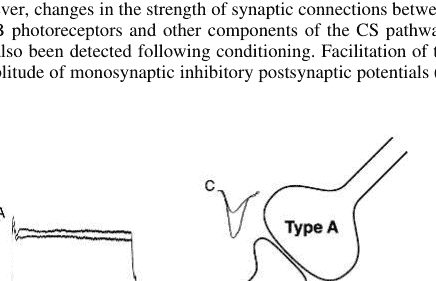 ver, changes in the strength of synaptic connections betwe
B photoreceptors and other components of the CS pathwa
also been detected following conditioning. Facilitation of t
plitude of monosynaptic inhibitory postsynaptic potentials (
C
A
Type A